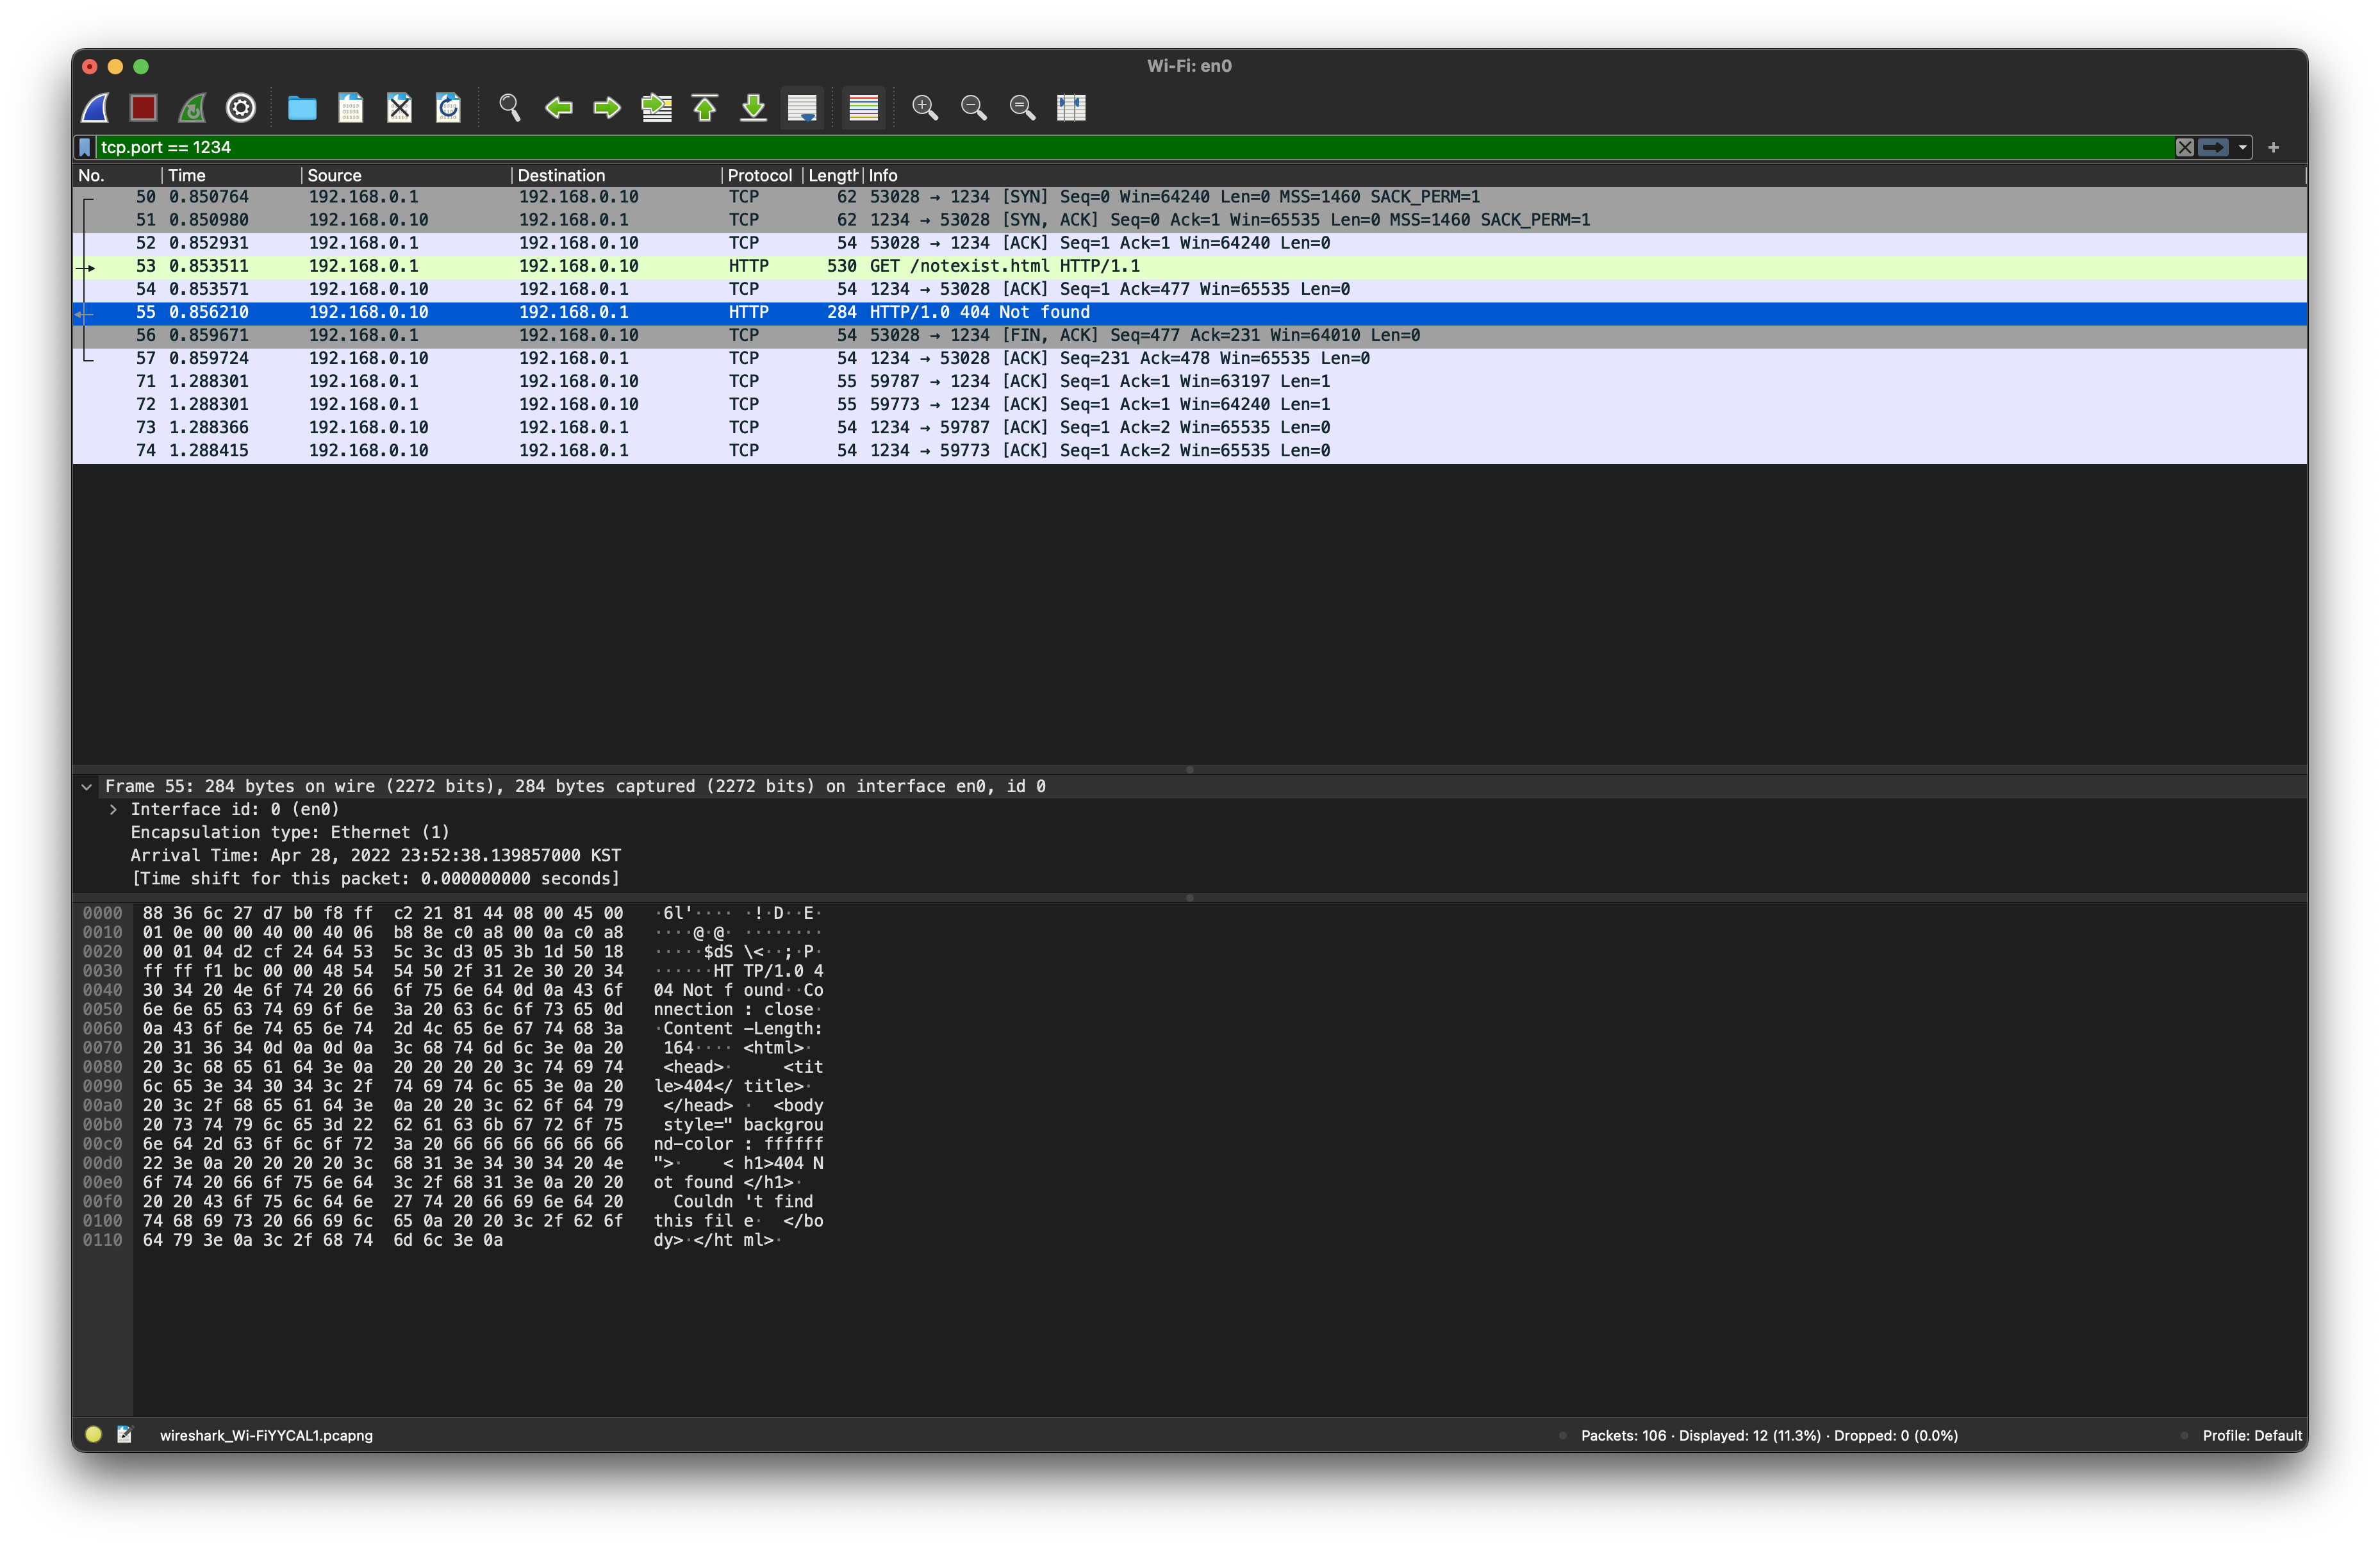 Wi-Fi: en0
tcp.port == 1234
No. Time Source Destination Protocol Length Info
50 0.850764 192.168.0.1 192.168.0.10 TCP 62 53028 → 1234 [SYN] Seq=0 Win=64240 Len=0 MSS=1460 SACK_PERM=1
51 0.850980 192.168.0.10 192.168.0.1 TCP 62 1234 → 53028 [SYN, ACK] Seq=0 Ack=1 Win=65535 Len=0 MSS=1460 SACK_PERM=1
52 0.852931 192.168.0.1 192.168.0.10 TCP 54 53028 → 1234 [ACK] Seq=1 Ack=1 Win=64240 Len=0
53 0.853511 192.168.0.1 192.168.0.10 HTTP 530 GET /notexist.html HTTP/1.1
54 0.853571 192.168.0.10 192.168.0.1 TCP 54 1234 → 53028 [ACK] Seq=1 Ack=477 Win=65535 Len=0
55 0.856210 192.168.0.10 192.168.0.1 HTTP 284 HTTP/1.0 404 Not found
56 0.859671 192.168.0.1 192.168.0.10 TCP 54 53028 → 1234 [FIN, ACK] Seq=477 Ack=231 Win=64010 Len=0
57 0.859724 192.168.0.10 192.168.0.1 TCP 54 1234 → 53028 [ACK] Seq=231 Ack=478 Win=65535 Len=0
71 1.288301 192.168.0.1 192.168.0.10 TCP 55 59787 → 1234 [ACK] Seq=1 Ack=1 Win=63197 Len=1
72 1.288301 192.168.0.1 192.168.0.10 TCP 55 59773 → 1234 [ACK] Seq=1 Ack=1 Win=64240 Len=1
73 1.288366 192.168.0.10 192.168.0.1 TCP 54 1234 → 59787 [ACK] Seq=1 Ack=2 Win=65535 Len=0
74 1.288415 192.168.0.10 192.168.0.1 TCP 54 1234 → 59773 [ACK] Seq=1 Ack=2 Win=65535 Len=0
Frame 55: 284 bytes on wire (2272 bits), 284 bytes captured (2272 bits) on interface en0, id 0
Interface id: 0 (en0)
Encapsulation type: Ethernet (1)
Arrival Time: Apr 28, 2022 23:52:38.139857000 KST
[Time shift for this packet: 0.000000000 seconds]
0000 88 36 6c 27 d7 b0 f8 ff c2 21 81 44 08 00 45 00 ·6l'···· ·!·D··E·
0010 01 0e 00 00 40 00 40 06 b8 8e c0 a8 00 0a c0 a8 ····@·@· ········
0020 00 01 04 d2 cf 24 64 53 5c 3c d3 05 3b 1d 50 18 ·····$dS \<··;·P·
0030 ff ff f1 bc 00 00 48 54 54 50 2f 31 2e 30 20 34 ······HT TP/1.0 4
0040 30 34 20 4e 6f 74 20 66 6f 75 6e 64 0d 0a 43 6f 04 Not f ound··Co
0050 6e 6e 65 63 74 69 6f 6e 3a 20 63 6c 6f 73 65 0d nnection : close·
0060 0a 43 6f 6e 74 65 6e 74 2d 4c 65 6e 67 74 68 3a ·Content -Length:
0070 20 31 36 34 0d 0a 0d 0a 3c 68 74 6d 6c 3e 0a 20 164···· <html>·
0080 20 3c 68 65 61 64 3e 0a 20 20 20 20 3c 74 69 74 <head>· <tit
0090 6c 65 3e 34 30 34 3c 2f 74 69 74 6c 65 3e 0a 20 le>404</ title>·
00a0 20 3c 2f 68 65 61 64 3e 0a 20 20 3c 62 6f 64 79 </head> · <body
00b0 20 73 74 79 6c 65 3d 22 62 61 63 6b 67 72 6f 75 style=" backgrou
00c0 6e 64 2d 63 6f 6c 6f 72 3a 20 66 66 66 66 66 66 nd-color : ffffff
00d0 22 3e 0a 20 20 20 20 3c 68 31 3e 34 30 34 20 4e ">· < h1>404 N
00e0 6f 74 20 66 6f 75 6e 64 3c 2f 68 31 3e 0a 20 20 ot found </h1>·
00f0 20 20 43 6f 75 6c 64 6e 27 74 20 66 69 6e 64 20 Couldn 't find
0100 74 68 69 73 20 66 69 6c 65 0a 20 20 3c 2f 62 6f this fil e· </bo
0110 64 79 3e 0a 3c 2f 68 74 6d 6c 3e 0a dy>·</ht ml>·
wireshark_Wi-FiYYCAL1.pcapng Packets: 106 · Displayed: 12 (11.3%) · Dropped: 0 (0.0%) Profile: Default